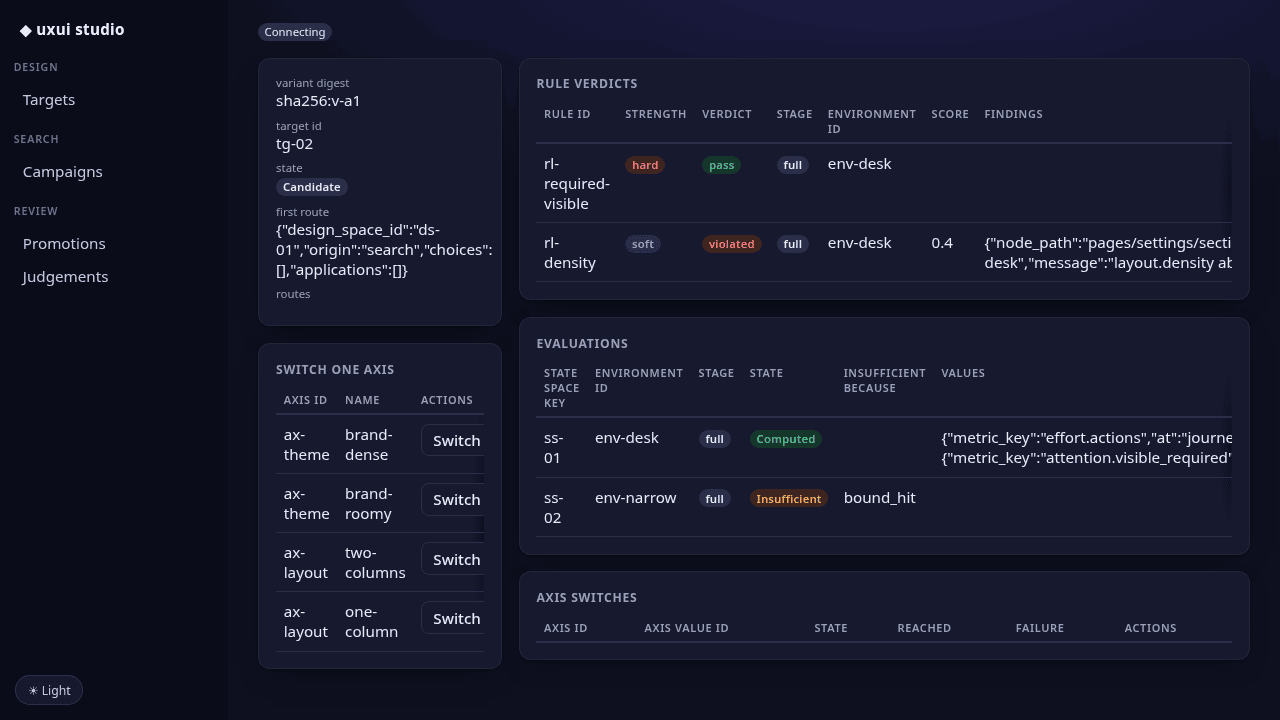 ◆ uxui studio
DESIGN
Targets
SEARCH
Campaigns
REVIEW
Promotions
Judgements
☀ Light
Connecting
variant digest
sha256:v-a1
target id
tg-02
state
Candidate
first route
{"design_space_id":"ds-
01","origin":"search","choices":
[],"applications":[]}
routes
SWITCH ONE AXIS
AXIS ID NAME ACTIONS
ax-theme brand-dense Switch
ax-theme brand-roomy Switch
ax-layout two-columns Switch
ax-layout one-column Switch
RULE VERDICTS
RULE ID STRENGTH VERDICT STAGE ENVIRONMENT ID SCORE FINDINGS
rl-required-visible hard pass full env-desk
rl-density soft violated full env-desk 0.4 {"node_path":"pages/settings/secti
desk","message":"layout.density ab
EVALUATIONS
STATE SPACE KEY ENVIRONMENT ID STAGE STATE INSUFFICIENT BECAUSE VALUES
ss-01 env-desk full Computed {"metric_key":"effort.actions","at":"journe
{"metric_key":"attention.visible_required"
ss-02 env-narrow full Insufficient bound_hit
AXIS SWITCHES
AXIS ID AXIS VALUE ID STATE REACHED FAILURE ACTIONS